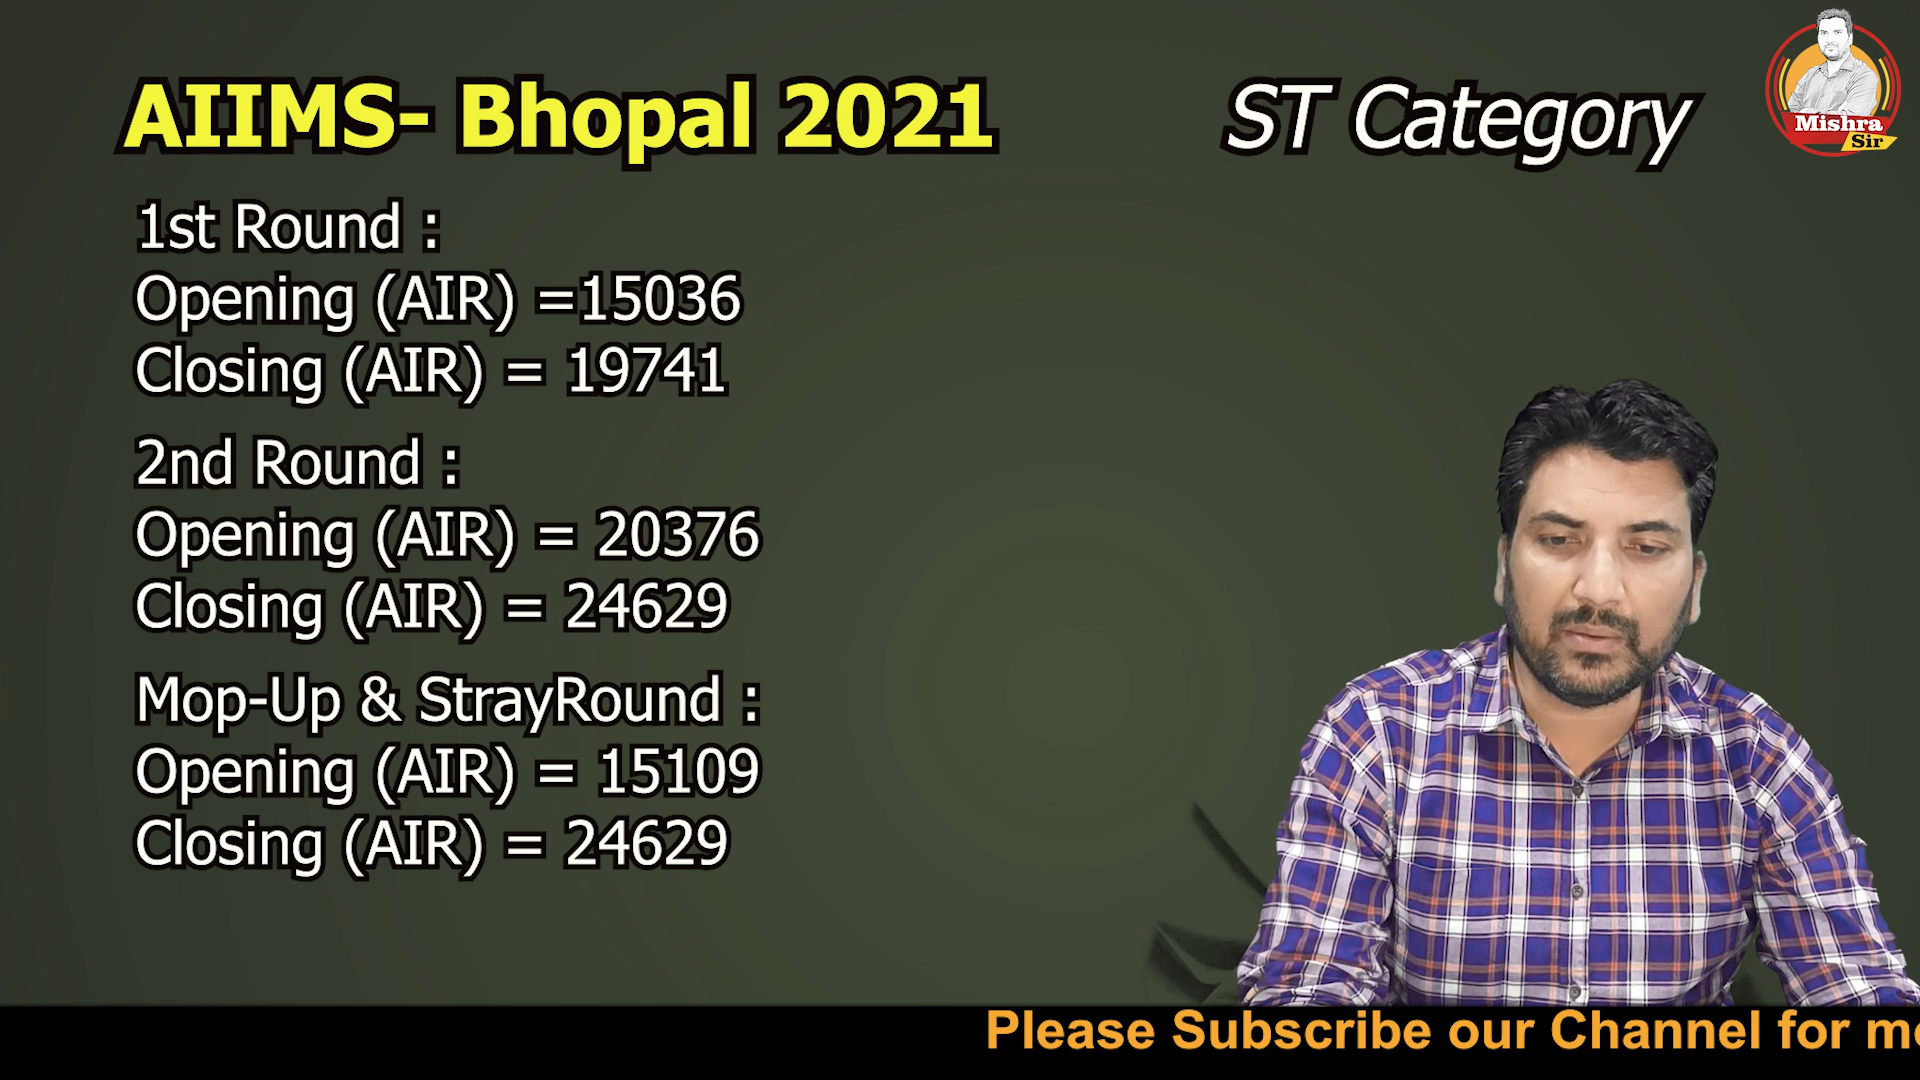 AIIMS- Bhopal 2021
ST Category
Mishra
Sir
1st Round :
Opening (AIR) =15036
Closing (AIR) = 19741
2nd Round :
Opening (AIR) = 20376
Closing (AIR) = 24629
Mop-Up & StrayRound :
Opening (AIR) = 15109
Closing (AIR) = 24629
Please Subscribe our Channel for